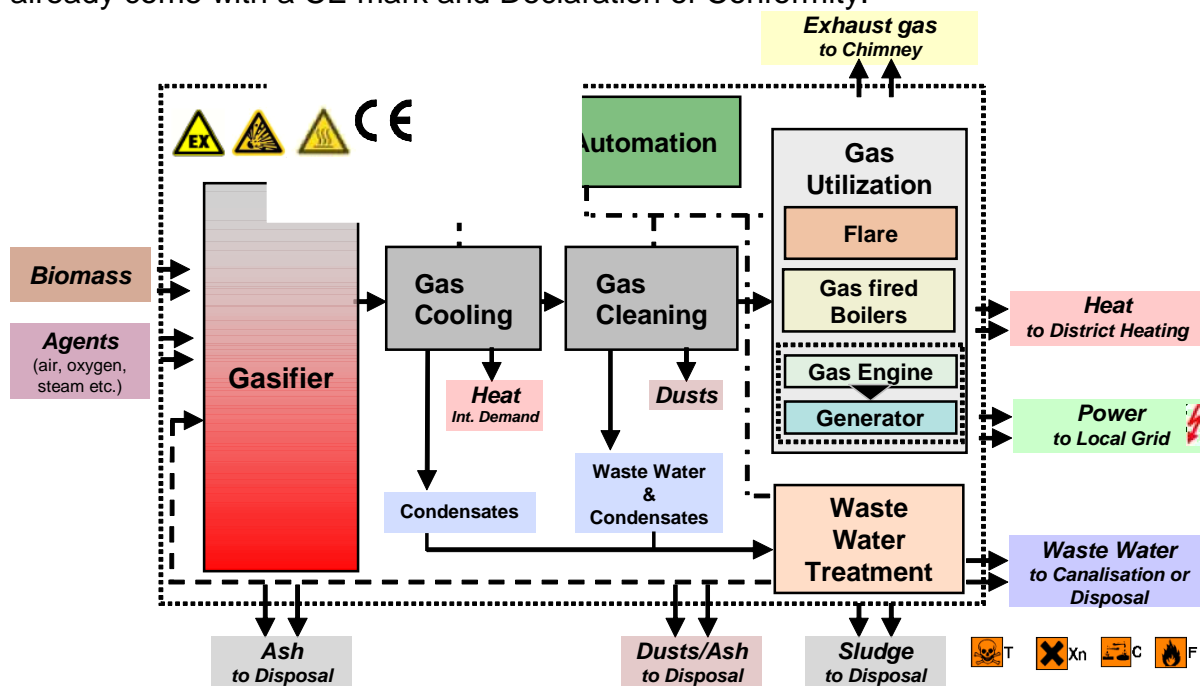 already come with a CE mark and Declaration of Conformity.
Exhaust gas
to Chimney
EX
CE
Automation
Gas
Utilization
Flare
Gas fired
Boilers
Gas Engine
Generator
Biomass
Agents
(air, oxygen,
steam etc.)
Gasifier
Gas
Cooling
Gas
Cleaning
Heat
Int. Demand
Dusts
Heat
to District Heating
Power
to Local Grid
Condensates
Waste Water
&
Condensates
Waste
Water
Treatment
Waste Water
to Canalisation or
Disposal
Ash
to Disposal
Dusts/Ash
to Disposal
Sludge
to Disposal
T
Xn
C
F